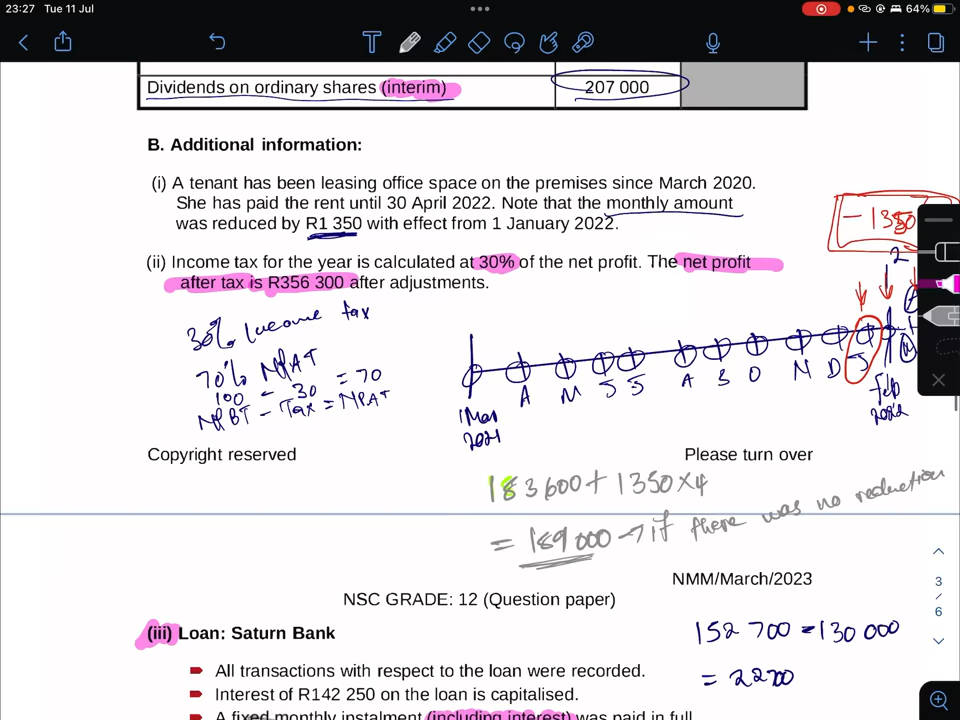 23:27 Tue 11 Jul
64%
Dividends on ordinary shares (interim) 207 000
B. Additional information:
(i) A tenant has been leasing office space on the premises since March 2020.
She has paid the rent until 30 April 2022. Note that the monthly amount
was reduced by R1 350 with effect from 1 January 2022.
- 1350
2
(ii) Income tax for the year is calculated at 30% of the net profit. The net profit
after tax is R356 300 after adjustments.
30% Income tax
70% NPAT
100 - 30 = 70
NPBT - Tax = NPAT
A M J J A S O N D J
1 Mar 2021
Feb 2022
Copyright reserved Please turn over
183600 + 1350 x 4
= 189 000 → if there was no reduction
NMM/March/2023
3 / 6
NSC GRADE: 12 (Question paper)
152 700 - 130 000
= 22700
(iii) Loan: Saturn Bank
All transactions with respect to the loan were recorded.
Interest of R142 250 on the loan is capitalised.
A fixed monthly instalment (including interest) was paid in full